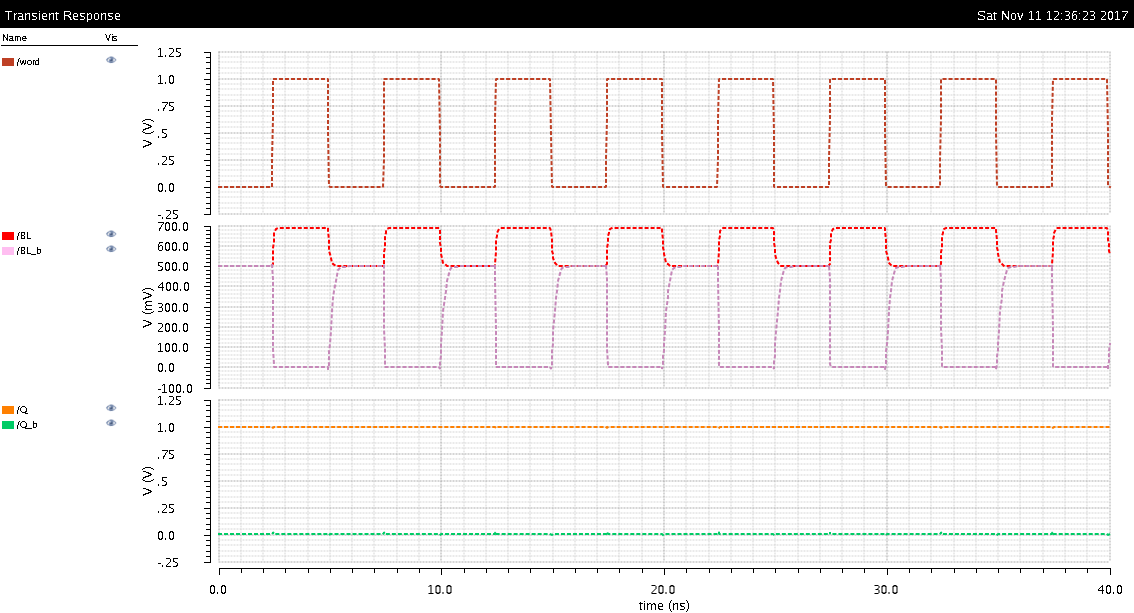 Transient Response Sat Nov 11 12:36:23 2017
Name Vis
/word
1.25
1.0
.75
.5
.25
0.0
-.25
V (V)
/BL
/BL_b
700.0
600.0
500.0
400.0
300.0
200.0
100.0
0.0
-100.0
V (mV)
/Q
/Q_b
1.25
1.0
.75
.5
.25
0.0
-.25
V (V)
0.0 10.0 20.0 30.0 40.0
time (ns)